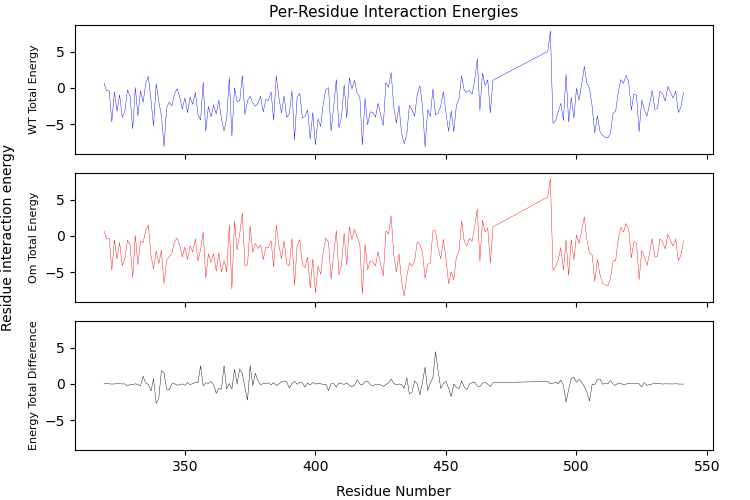 Per-Residue Interaction Energies
Residue interaction energy
WT Total Energy
5
0
−5
Om Total Energy
5
0
−5
Energy Total Difference
5
0
−5
350
400
450
500
550
Residue Number